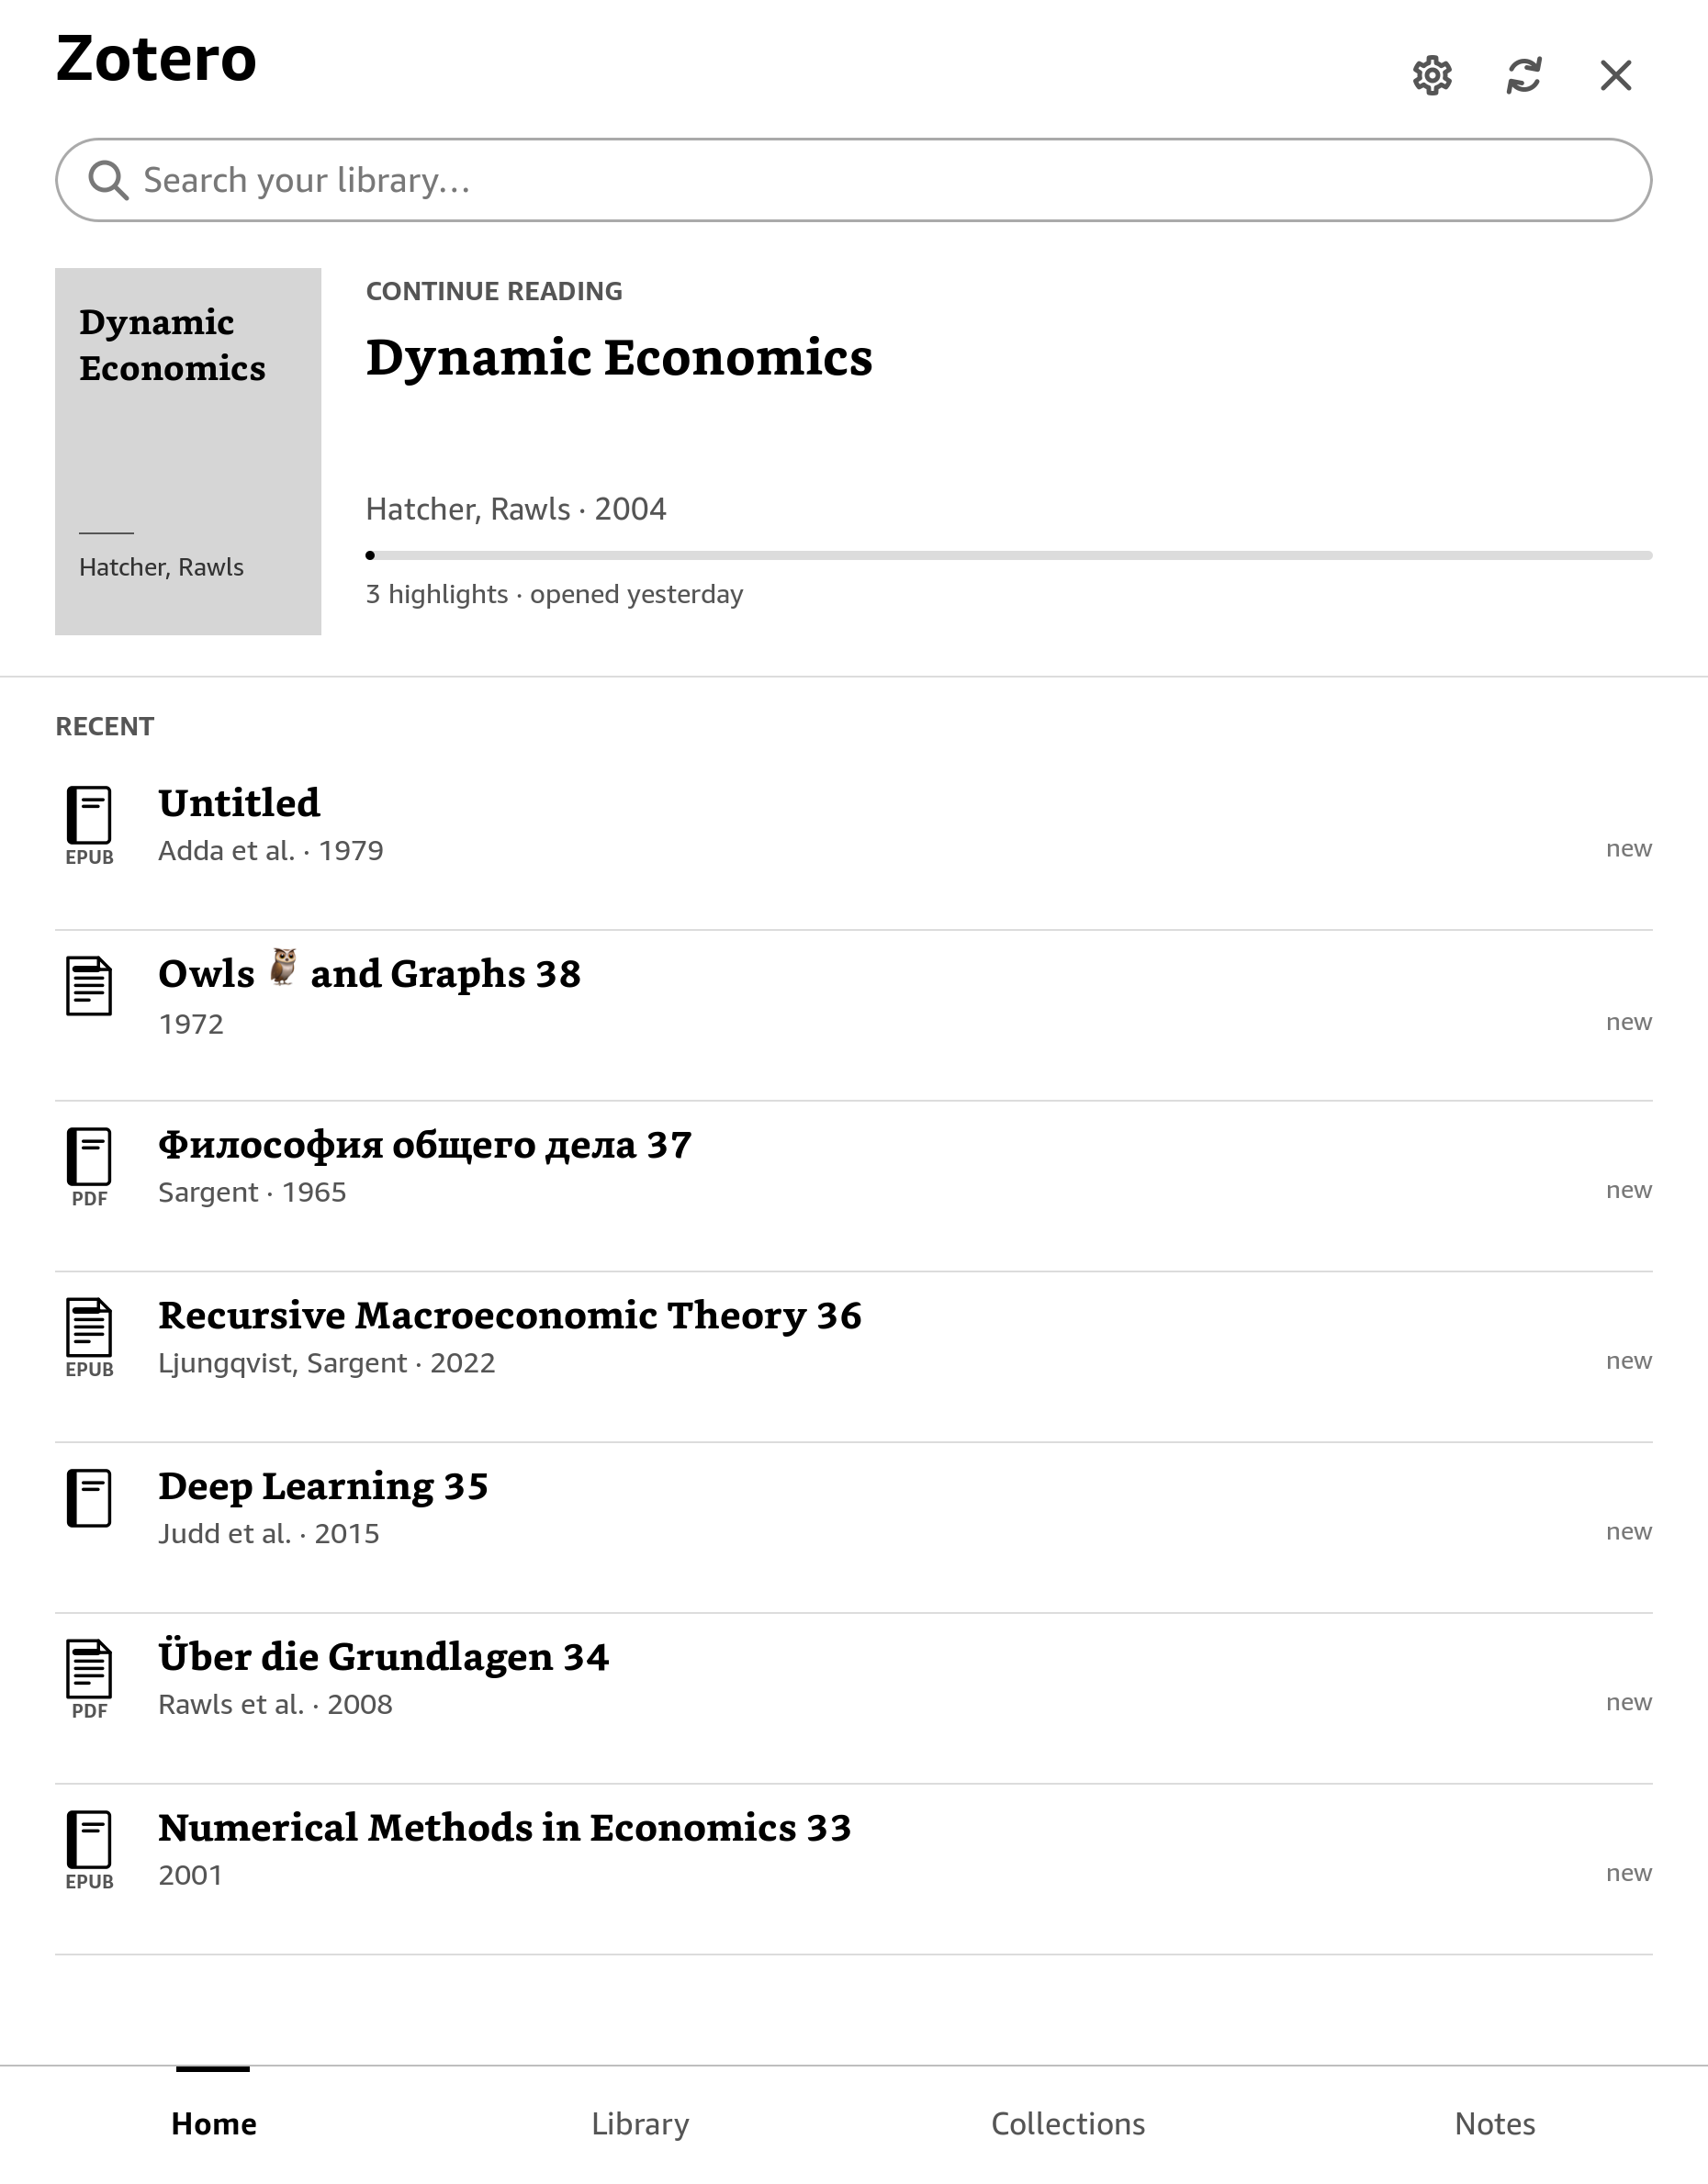 Zotero
Search your library...
Dynamic
Economics
Hatcher, Rawls
CONTINUE READING
Dynamic Economics
Hatcher, Rawls · 2004
3 highlights · opened yesterday
RECENT
EPUB
Untitled
Adda et al. · 1979
new
Owls 🦉 and Graphs 38
1972
new
PDF
Философия общего дела 37
Sargent · 1965
new
EPUB
Recursive Macroeconomic Theory 36
Ljungqvist, Sargent · 2022
new
Deep Learning 35
Judd et al. · 2015
new
PDF
Über die Grundlagen 34
Rawls et al. · 2008
new
EPUB
Numerical Methods in Economics 33
2001
new
Home
Library
Collections
Notes